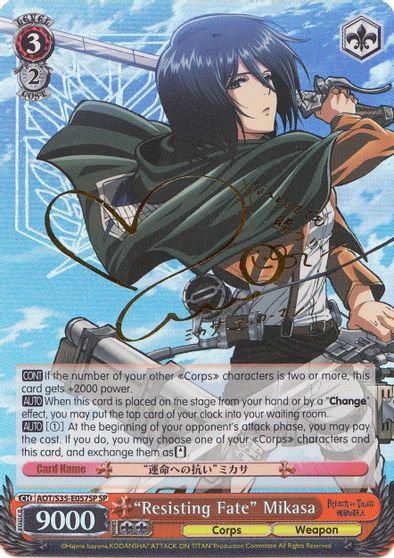 LEVEL
3
2
COST
ミカサ
CONT If the number of your other «Corps» characters is two or more, this
card gets +2000 power.
AUTO When this card is placed on the stage from your hand or by a "Change"
effect, you may put the top card of your clock into your waiting room.
AUTO [①] At the beginning of your opponent's attack phase, you may pay
the cost. If you do, you may choose one of your «Corps» characters and
this card, and exchange them as [▲]
Card Name
"運命への抗い"ミカサ
CH AOT/S35-E057SP SP
"Resisting Fate" Mikasa
Attack on Titan
進撃の巨人
POWER
9000
Corps
Weapon
©Hajime Isayama,KODANSHA/"ATTACK ON TITAN"Production Committee. All Rights Reserved.